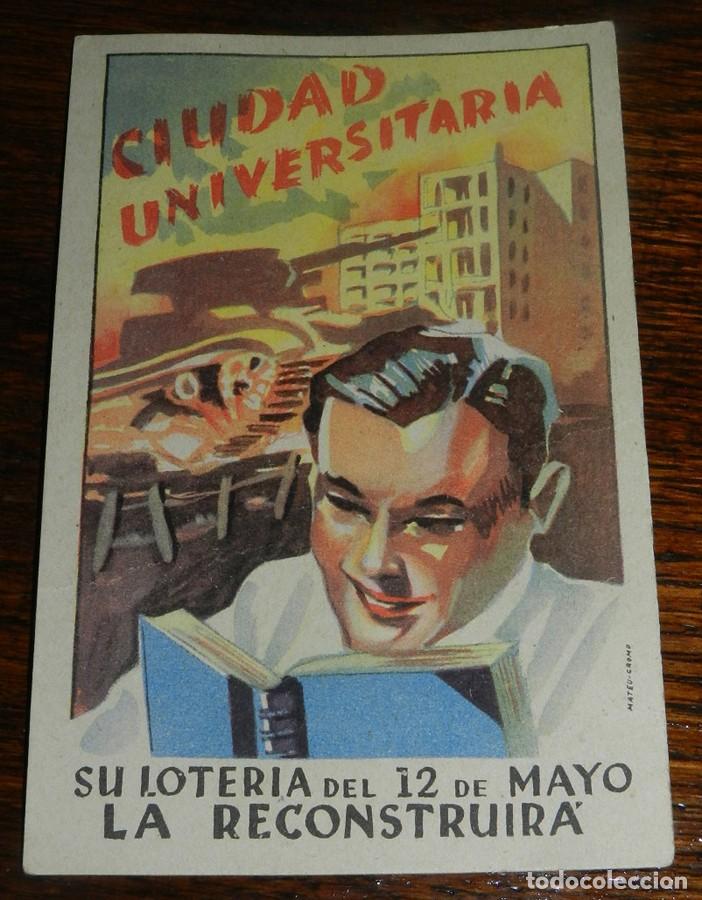 CIUDAD
UNIVERSITARIA
MATEU-CROMO
SU LOTERIA DEL 12 DE MAYO
LA RECONSTRUIRÁ
todocoleccion